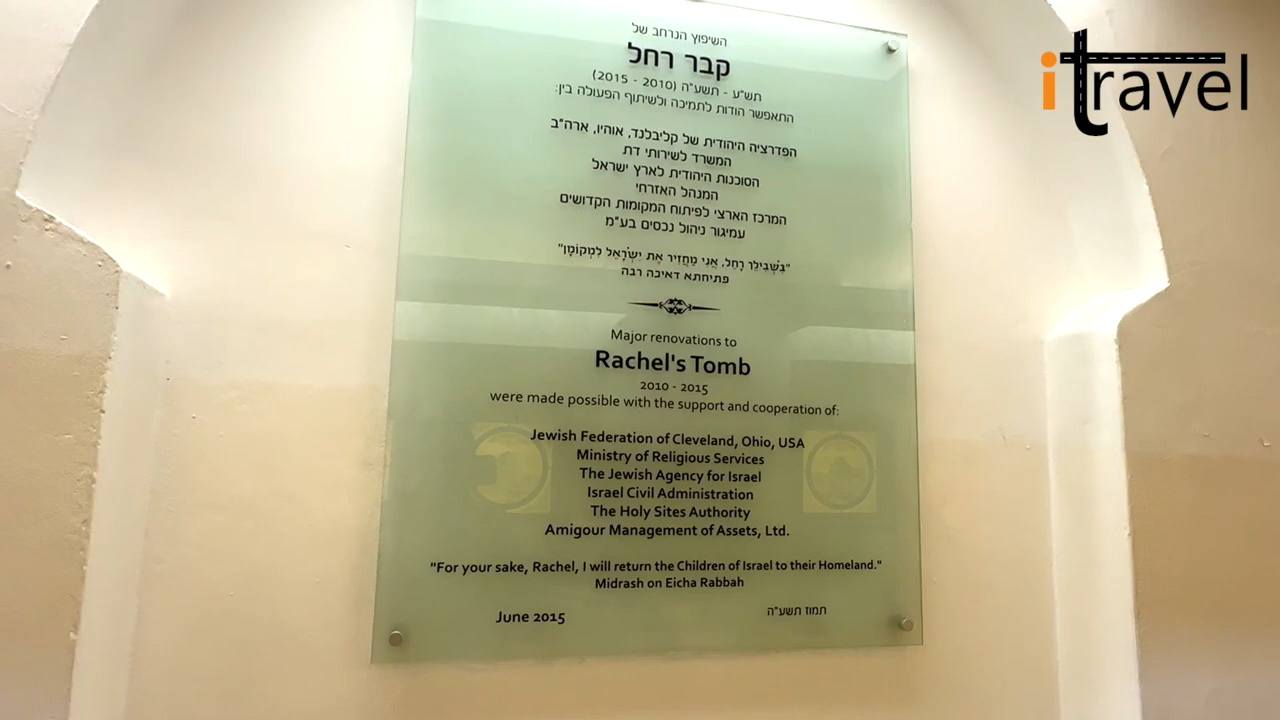 השיפוץ הנרחב של
קבר רחל
תש"ע - תשע"ה (2010 - 2015)
התאפשר הודות לתמיכה ולשיתוף הפעולה בין:
הפדרציה היהודית של קליבלנד, אוהיו, ארה"ב
המשרד לשירותי דת
הסוכנות היהודית לארץ ישראל
המנהל האזרחי
המרכז הארצי לפיתוח המקומות הקדושים
עמיגור ניהול נכסים בע"מ
"בִּשְׁבִילֵךְ רָחֵל, אֲנִי מַחֲזִיר אֶת יִשְׂרָאֵל לִמְקוֹמָן"
פתיחתא דאיכה רבה
Major renovations to
Rachel's Tomb
2010 - 2015
were made possible with the support and cooperation of:
Jewish Federation of Cleveland, Ohio, USA
Ministry of Religious Services
The Jewish Agency for Israel
Israel Civil Administration
The Holy Sites Authority
Amigour Management of Assets, Ltd.
"For your sake, Rachel, I will return the Children of Israel to their Homeland."
Midrash on Eicha Rabbah
June 2015
תמוז תשע"ה
itravel